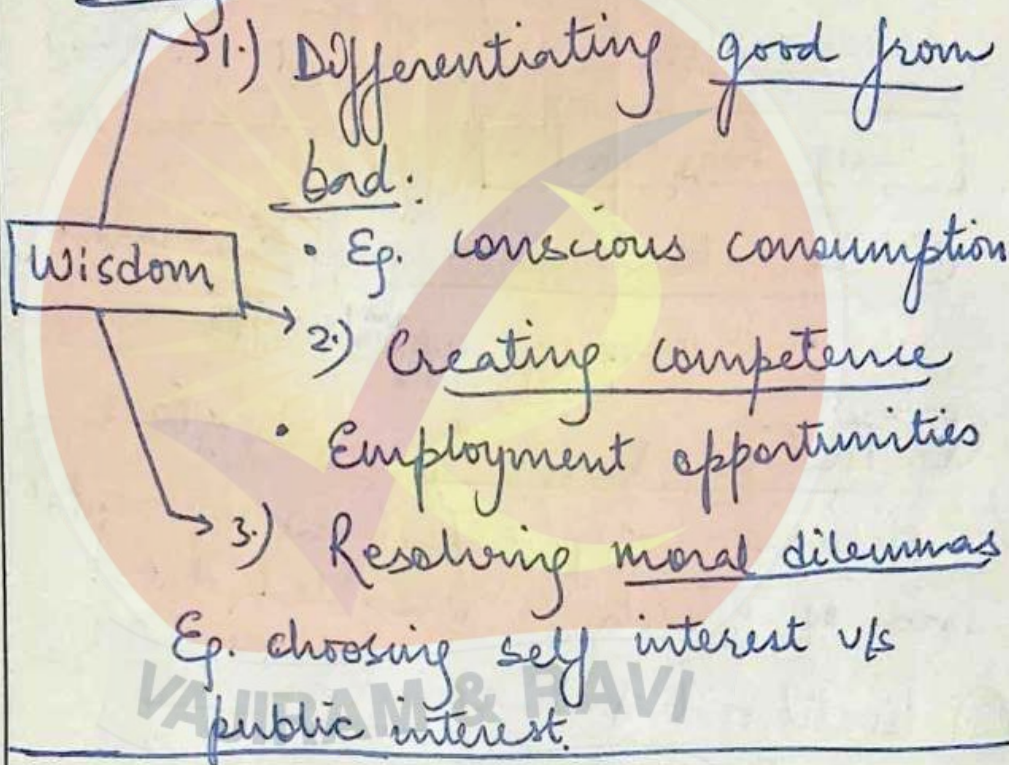 1.) Differentiating good from
bad:
• Eg. conscious consumption
Wisdom
2.) Creating competence
• Employment opportunities
3.) Resolving moral dilemmas
Eg. choosing self interest v/s
public interest.
VAJIRAM & RAVI